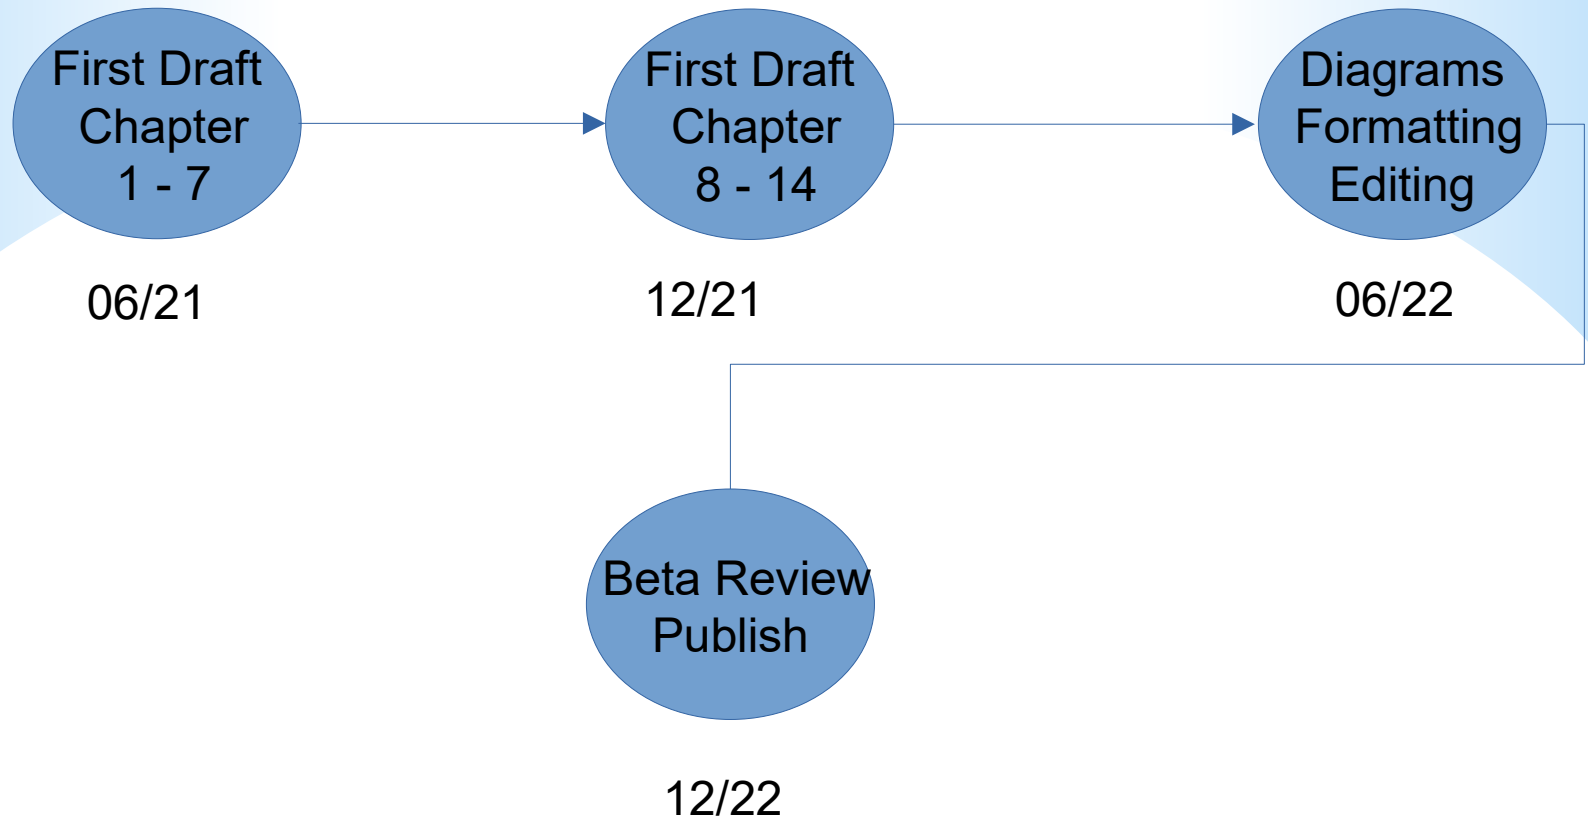 First Draft
Chapter
1 - 7
First Draft
Chapter
8 - 14
Diagrams
Formatting
Editing
06/21
12/21
06/22
Beta Review
Publish
12/22